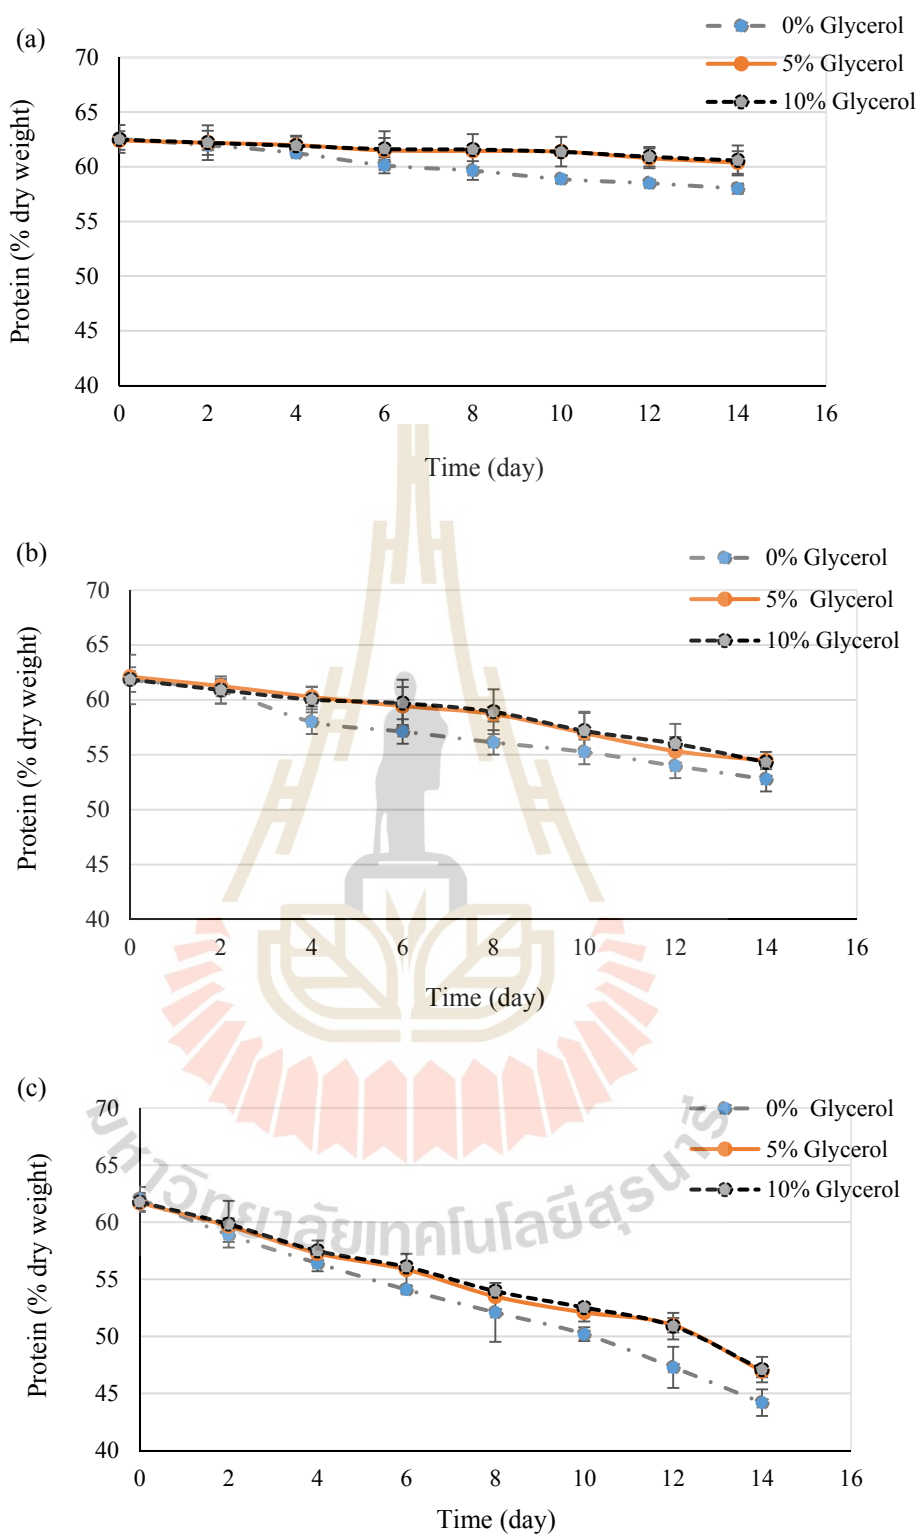 (a)
0% Glycerol
5% Glycerol
10% Glycerol
Protein (% dry weight)
70
65
60
55
50
45
40
0 2 4 6 8 10 12 14 16
Time (day)
(b)
0% Glycerol
5% Glycerol
10% Glycerol
Protein (% dry weight)
70
65
60
55
50
45
40
0 2 4 6 8 10 12 14 16
Time (day)
(c)
0% Glycerol
5% Glycerol
10% Glycerol
Protein (% dry weight)
70
65
60
55
50
45
40
0 2 4 6 8 10 12 14 16
Time (day)
มหาวิทยาลัยเทคโนโลยีสุรนารี